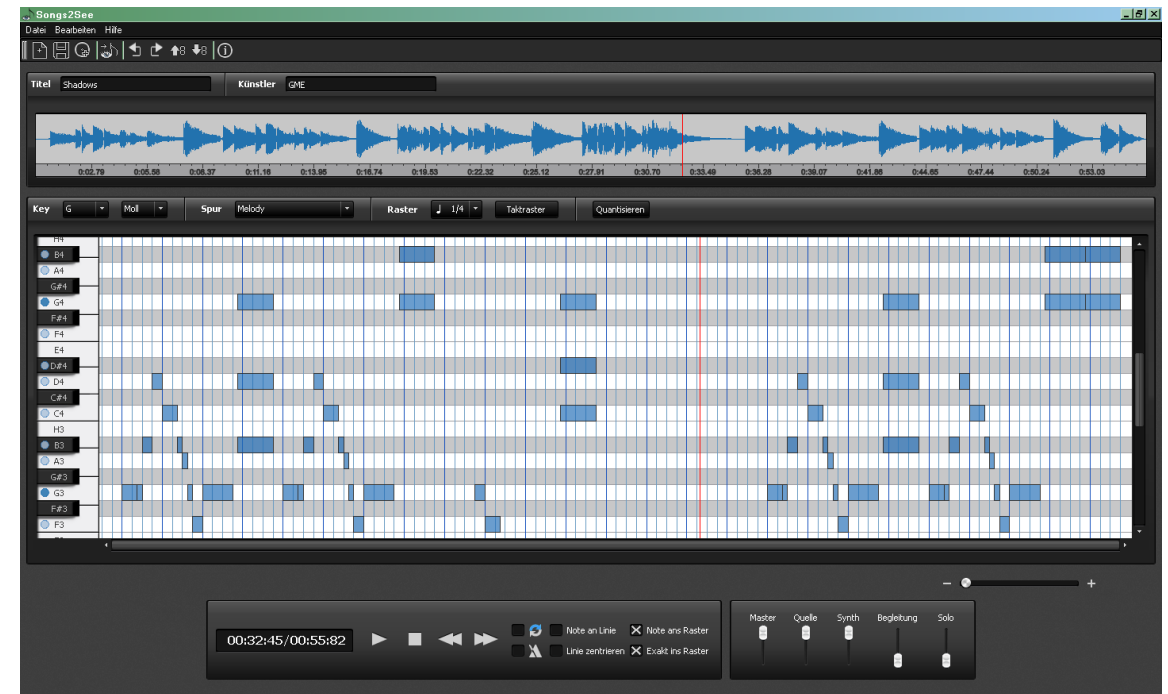 Songs2See
Datei Bearbeiten Hilfe
8 8
Titel Shadows Künstler GME
0:02.79 0:05.58 0:08.37 0:11.16 0:13.95 0:16.74 0:19.53 0:22.32 0:25.12 0:27.91 0:30.70 0:33.49 0:36.28 0:39.07 0:41.86 0:44.65 0:47.44 0:50.24 0:53.03
Key G Moll Spur Melody Raster 1/4 Taktraster Quantisieren
H4
B4
A4
G#4
G4
F#4
F4
E4
D#4
D4
C#4
C4
H3
B3
A3
G#3
G3
F#3
F3
- +
Master Quelle Synth Begleitung Solo
00:32:45/00:55:82 Note an Linie Note ans Raster
Linie zentrieren Exakt ins Raster